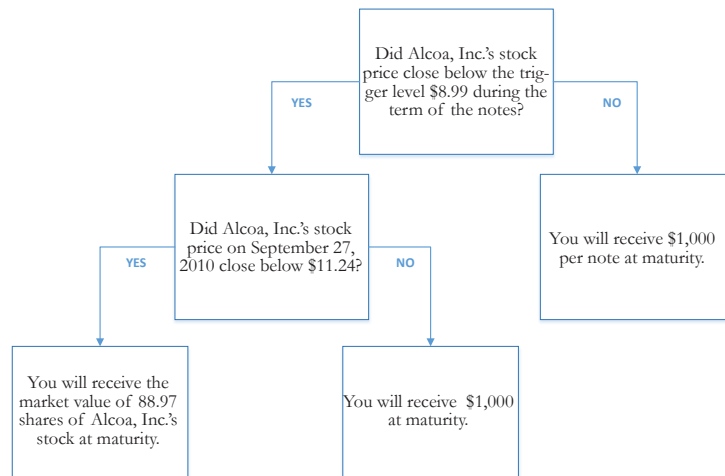 Did Alcoa, Inc.'s stock
price close below the trig-
ger level $8.99 during the
term of the notes?
YES
NO
Did Alcoa, Inc.'s stock
price on September 27,
2010 close below $11.24?
You will receive $1,000
per note at maturity.
YES
NO
You will receive the
market value of 88.97
shares of Alcoa, Inc.'s
stock at maturity.
You will receive $1,000
at maturity.